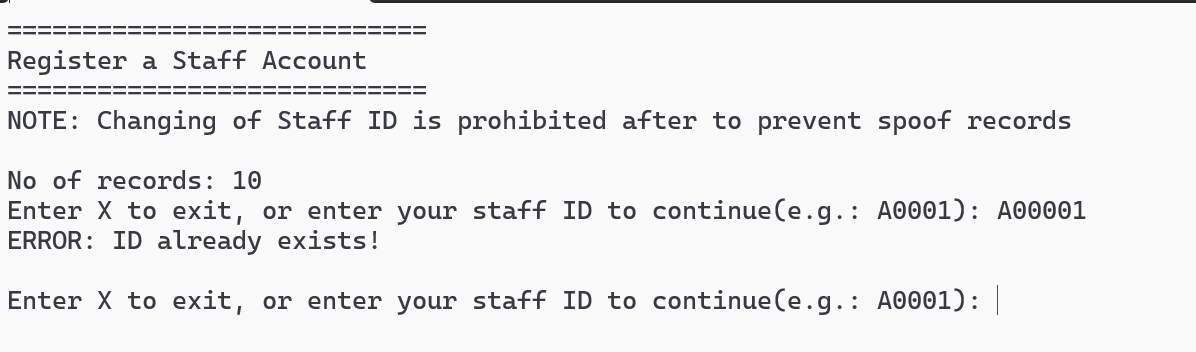 ============================
Register a Staff Account
============================
NOTE: Changing of Staff ID is prohibited after to prevent spoof records
No of records: 10
Enter X to exit, or enter your staff ID to continue(e.g.: A0001): A00001
ERROR: ID already exists!
Enter X to exit, or enter your staff ID to continue(e.g.: A0001):